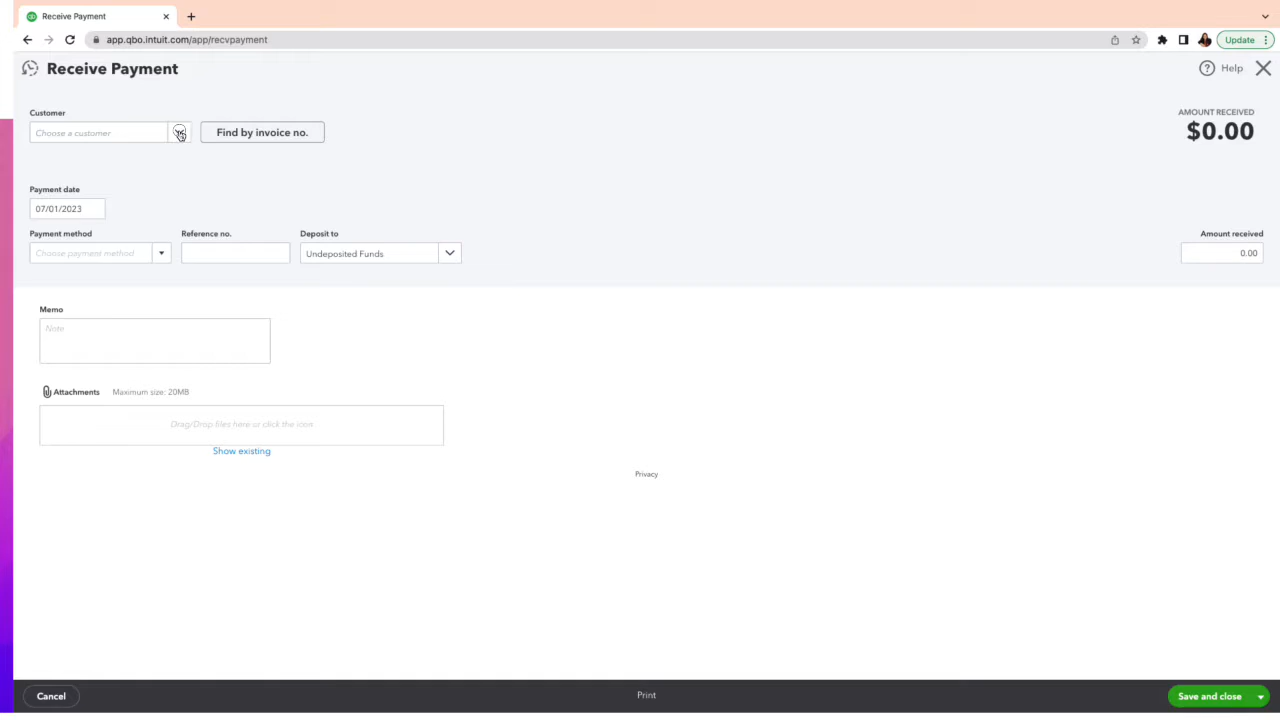 Receive Payment
app.qbo.intuit.com/app/recvpayment
Update
Receive Payment
Help
Customer
Choose a customer
Find by invoice no.
AMOUNT RECEIVED
$0.00
Payment date
07/01/2023
Payment method
Reference no.
Deposit to
Amount received
Choose payment method
Undeposited Funds
0.00
Memo
Note
Attachments
Maximum size: 20MB
Drag/Drop files here or click the icon
Show existing
Privacy
Cancel
Print
Save and close